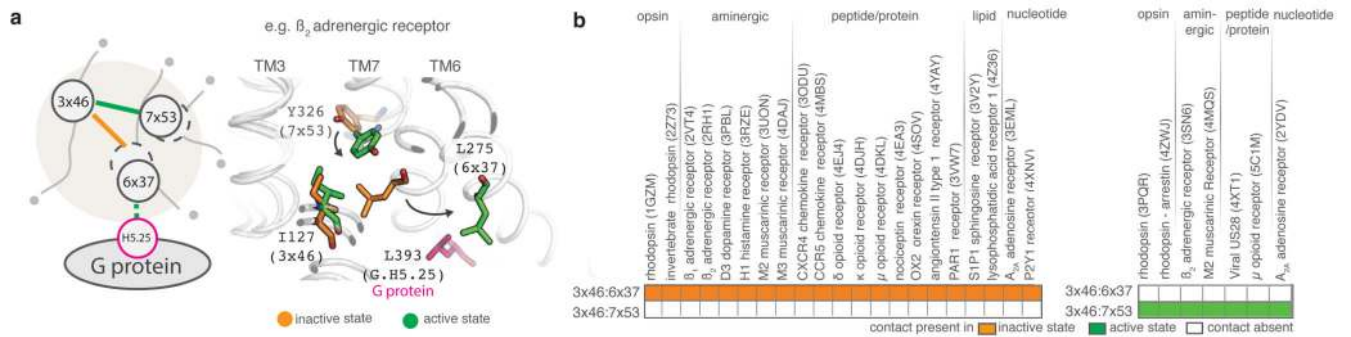 a
e.g. ß2 adrenergic receptor
TM3
TM7
TM6
3x46
7x53
6x37
H5.25
G protein
Y326
(7x53)
L275
(6x37)
I127
(3x46)
L393
(G.H5.25)
G protein
inactive state
active state
b
opsin
aminergic
peptide/protein
lipid
nucleotide
rhodopsin (1GZM)
invertebrate rhodopsin (2Z73)
ß1 adrenergic receptor (2VT4)
ß2 adrenergic receptor (2RH1)
D3 dopamine receptor (3PBL)
H1 histamine receptor (3RZE)
M2 muscarinic receptor (3UON)
M3 muscarinic receptor (4DAJ)
CXCR4 chemokine receptor (3ODU)
CCR5 chemokine receptor (4MBS)
δ opioid receptor (4EJ4)
κ opioid receptor (4DJH)
μ opioid receptor (4DKL)
nociceptin receptor (4EA3)
OX2 orexin receptor (4SOV)
angiontensin II type 1 receptor (4YAY)
PAR1 receptor (3VW7)
S1P1 sphingosine receptor (3V2Y)
lysophosphatidic acid receptor 1 (4Z36)
A2A adenosine receptor (3EML)
P2Y1 receptor (4XNV)
3x46:6x37
3x46:7x53
opsin
amin-
ergic
peptide
/protein
nucleotide
rhodopsin (3PQR)
rhodopsin - arrestin (4ZWJ)
ß2 adrenergic receptor (3SN6)
M2 muscarinic Receptor (4MQS)
Viral US28 (4XT1)
μ opioid receptor (5C1M)
A2A adenosine receptor (2YDV)
3x46:6x37
3x46:7x53
contact present in inactive state active state contact absent